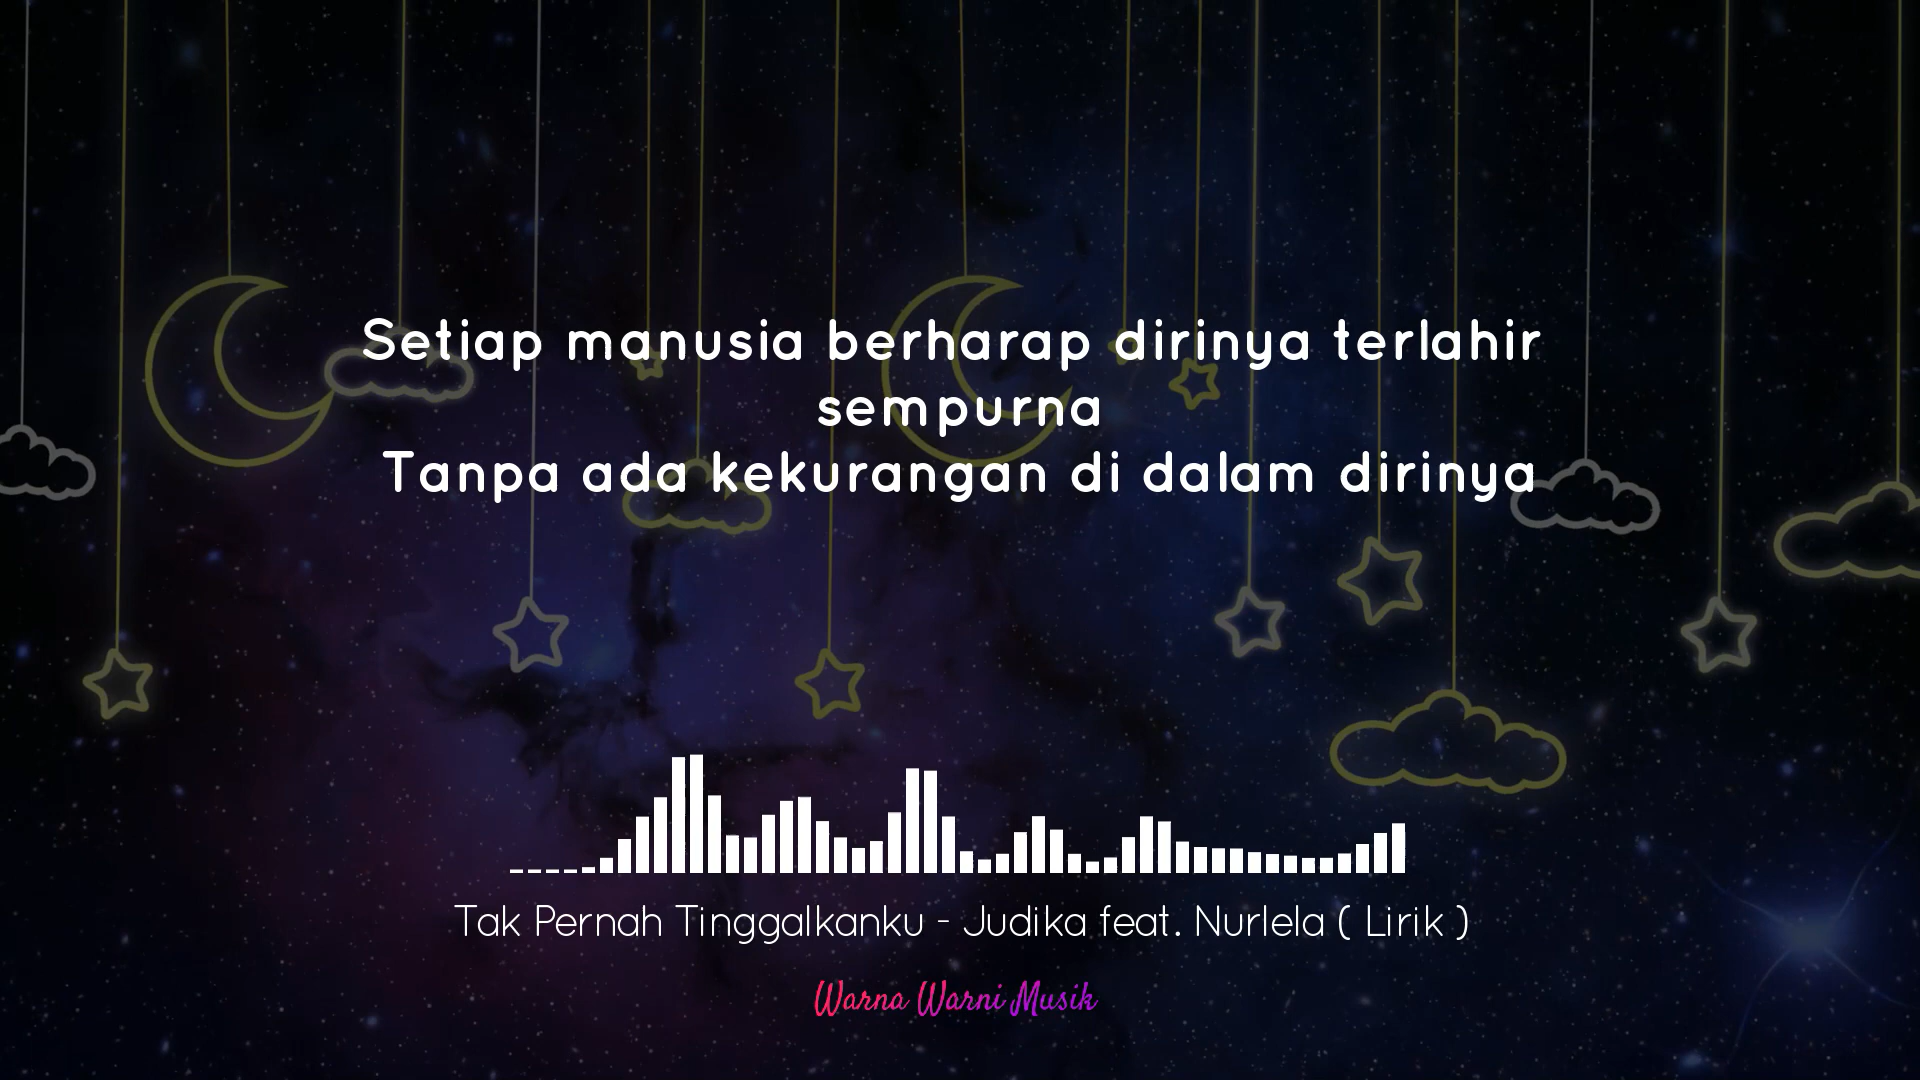 Setiap manusia berharap dirinya terlahir
sempurna
Tanpa ada kekurangan di dalam dirinya
Tak Pernah Tinggalkanku - Judika feat. Nurlela ( Lirik )
Warna Warni Musik